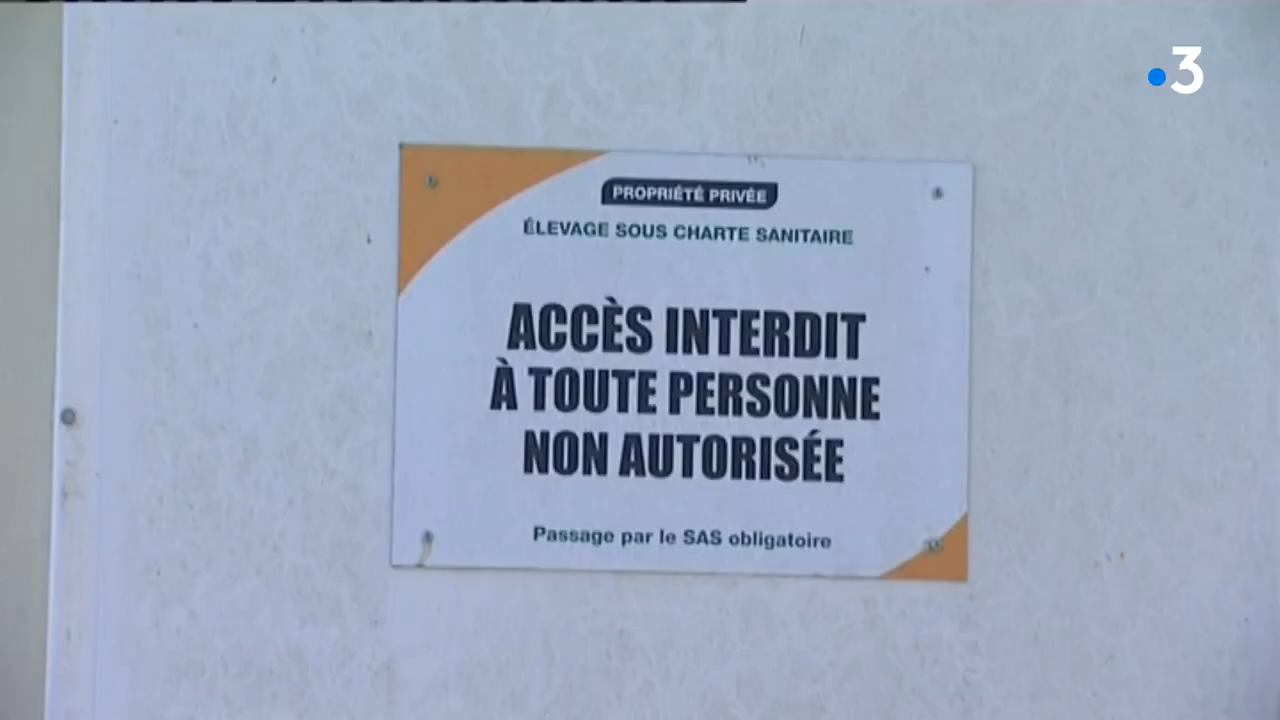 3
PROPRIÉTÉ PRIVÉE
ÉLEVAGE SOUS CHARTE SANITAIRE
ACCÈS INTERDIT
À TOUTE PERSONNE
NON AUTORISÉE
Passage par le SAS obligatoire